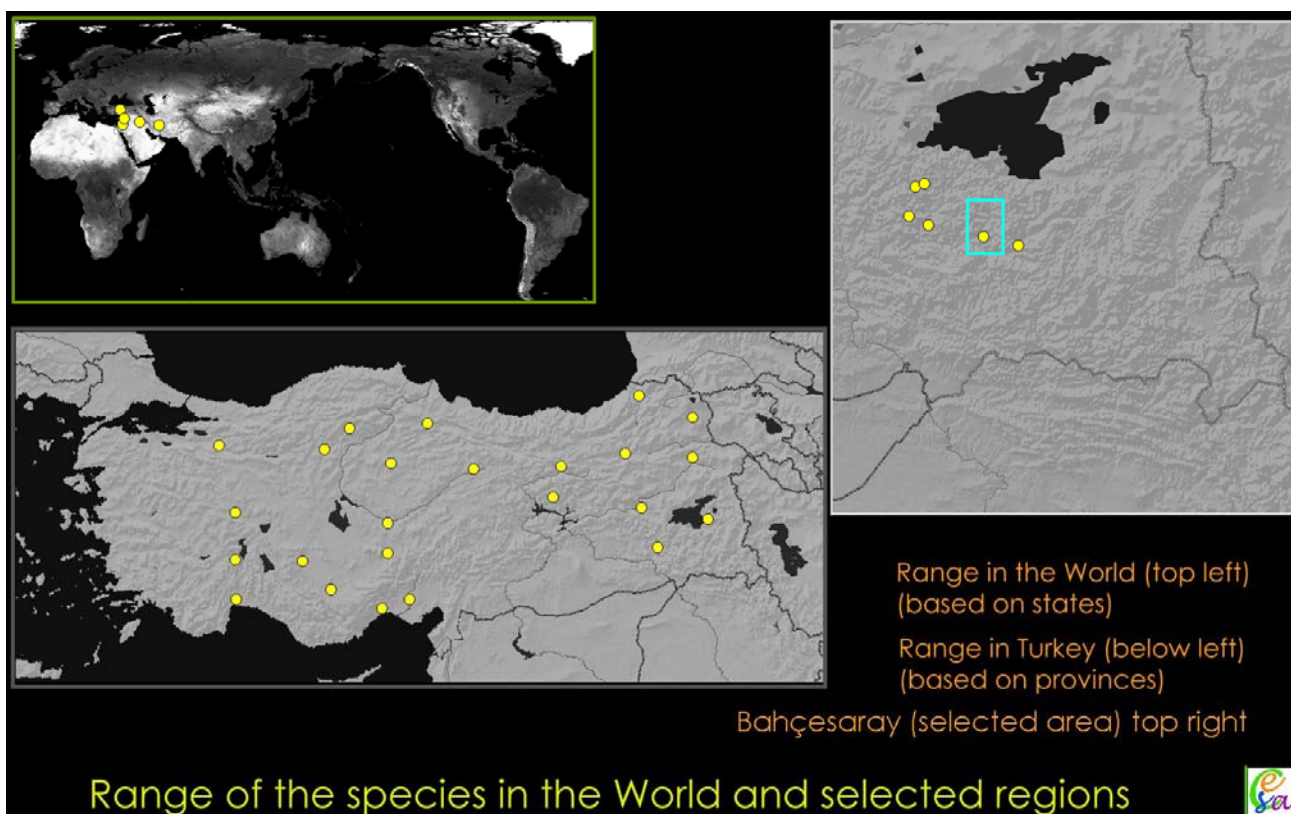 Range in the World (top left)
(based on states)
Range in Turkey (below left)
(based on provinces)
Bahçesaray (selected area) top right
Range of the species in the World and selected regions
esa